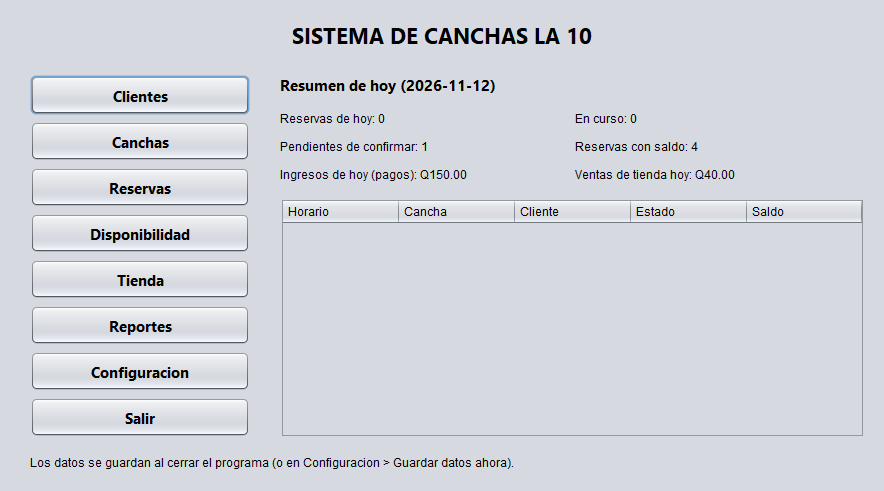 SISTEMA DE CANCHAS LA 10
Clientes
Canchas
Reservas
Disponibilidad
Tienda
Reportes
Configuracion
Salir
Resumen de hoy (2026-11-12)
Reservas de hoy: 0
En curso: 0
Pendientes de confirmar: 1
Reservas con saldo: 4
Ingresos de hoy (pagos): Q150.00
Ventas de tienda hoy: Q40.00
Horario Cancha Cliente Estado Saldo
Los datos se guardan al cerrar el programa (o en Configuracion > Guardar datos ahora).